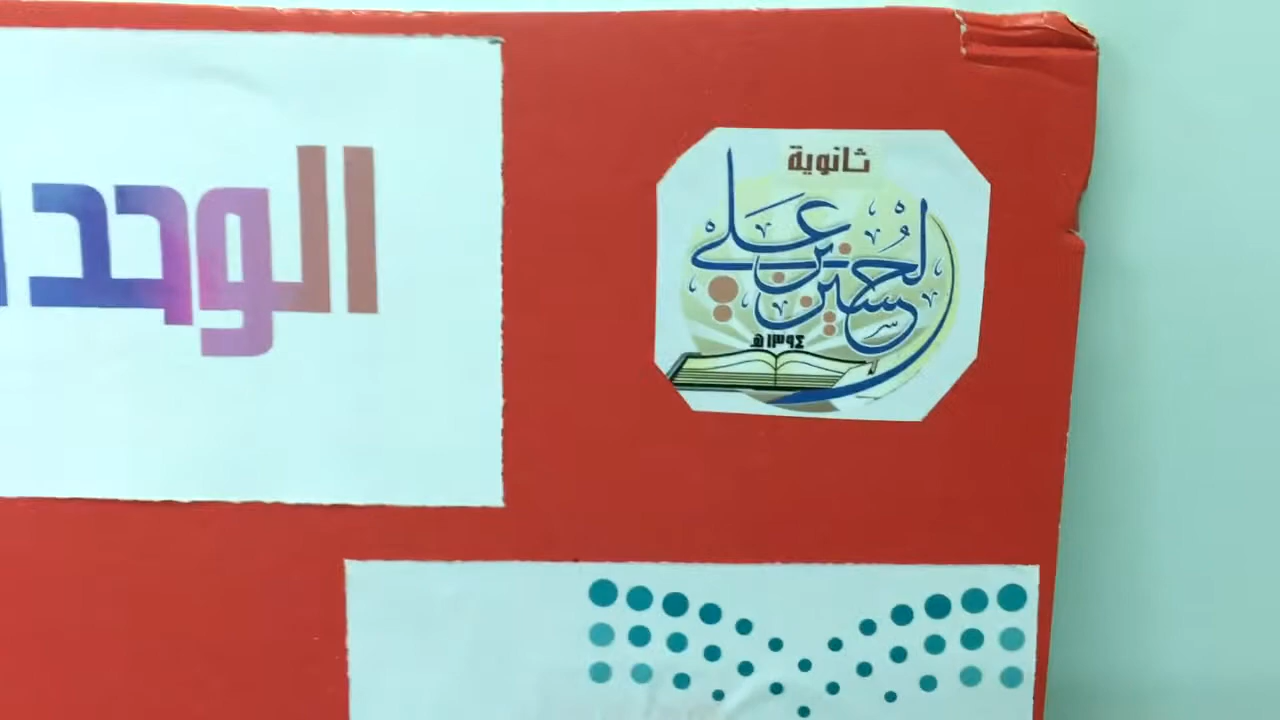 ثانوية
الحسين بن علي
١٣٩٤هـ
الوحد